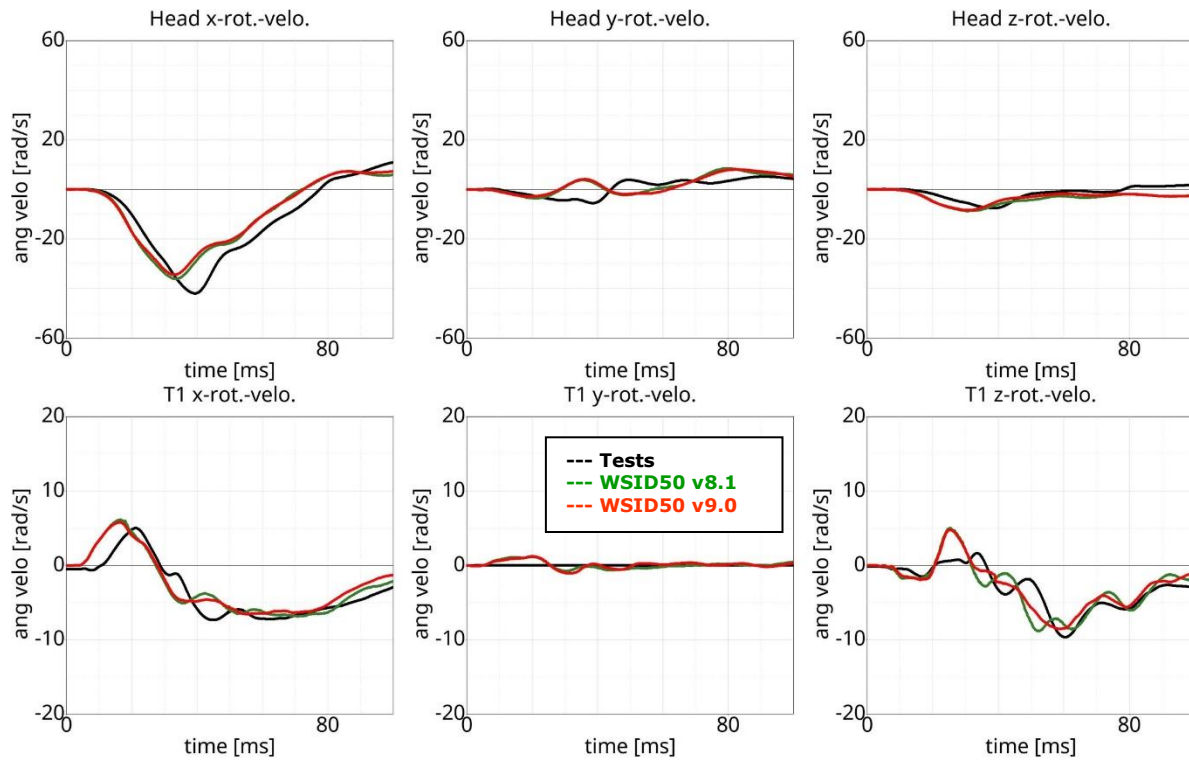 Head x-rot.-velo.
Head y-rot.-velo.
Head z-rot.-velo.
60
20
-20
-60
ang velo [rad/s]
0
80
time [ms]
60
20
-20
-60
ang velo [rad/s]
0
80
time [ms]
60
20
-20
-60
ang velo [rad/s]
0
80
time [ms]
T1 x-rot.-velo.
T1 y-rot.-velo.
T1 z-rot.-velo.
20
10
0
-10
-20
ang velo [rad/s]
0
80
time [ms]
20
10
0
-10
-20
ang velo [rad/s]
--- Tests
--- WSID50 v8.1
--- WSID50 v9.0
0
80
time [ms]
20
10
0
-10
-20
ang velo [rad/s]
0
80
time [ms]